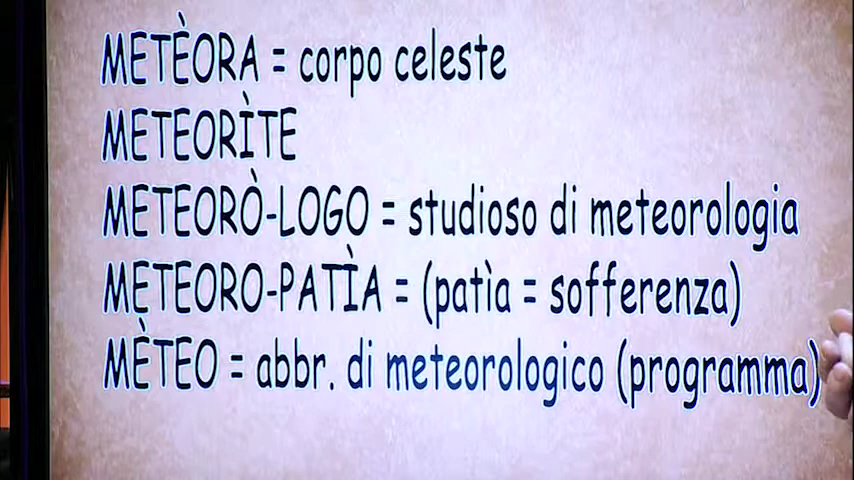 METÈORA = corpo celeste
METEORÌTE
METEORÒ-LOGO = studioso di meteorologia
METEORO-PATÌA = (patìa = sofferenza)
MÈTEO = abbr. di meteorologico (programma)